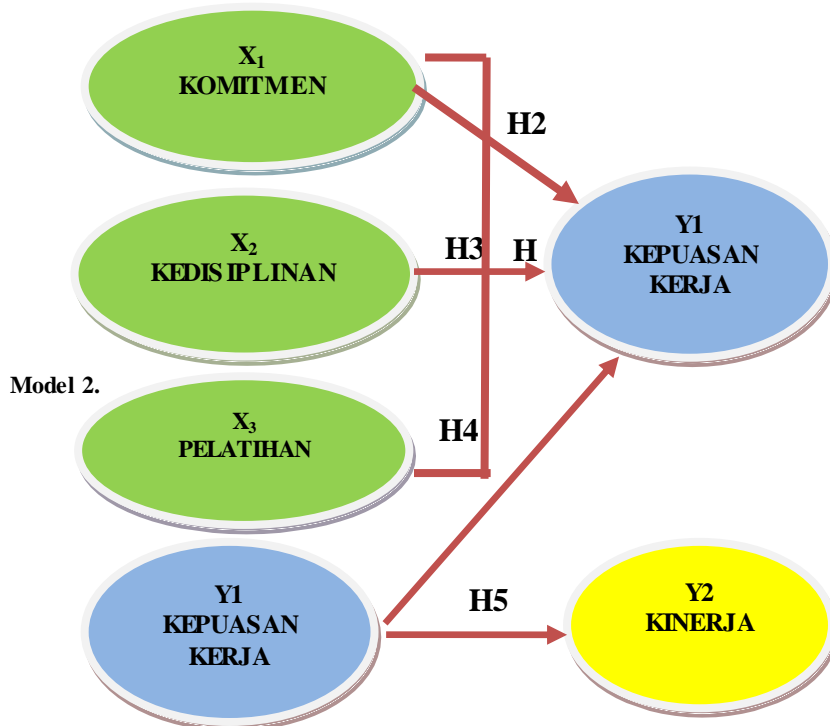 X₁
KOMITMEN
H2
X₂
KEDISIPLINAN
H3
H
Y1
KEPUASAN
KERJA
Model 2.
X₃
PELATIHAN
H4
Y1
KEPUASAN
KERJA
H5
Y2
KINERJA